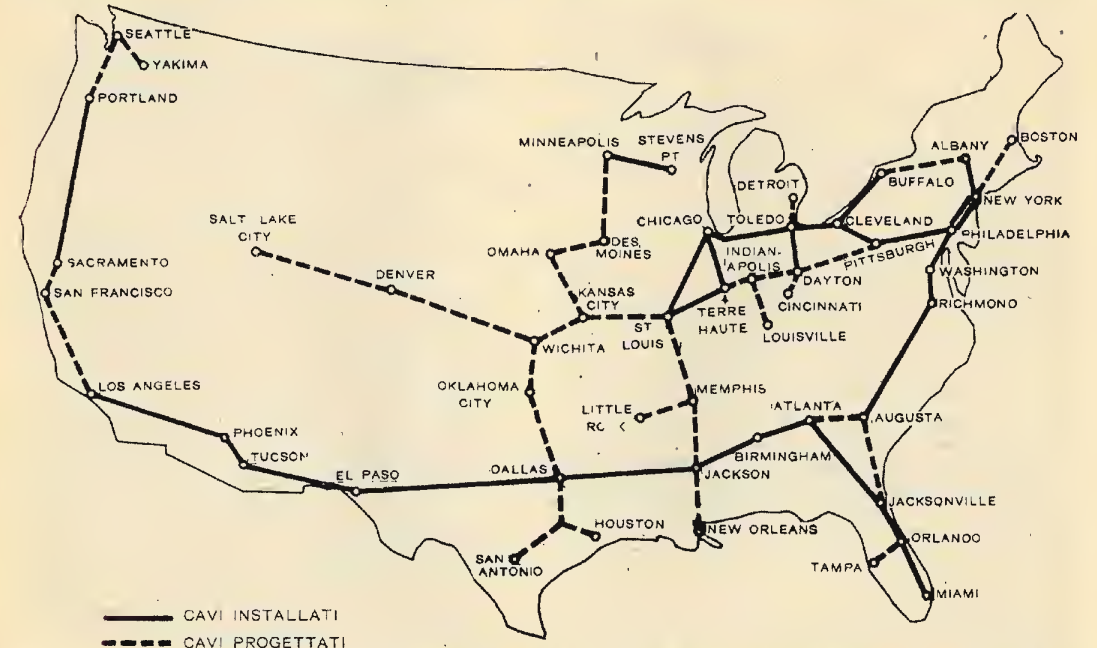 SEATTLE
YAKIMA
PORTLAND
MINNEAPOLIS
STEVENS
PT
ALBANY
BOSTON
DETROIT
BUFFALO
NEW YORK
SALT LAKE
CITY
CHICAGO
TOLEDO
CLEVELAND
PHILADELPHIA
OMAHA
DES
MOINES
INDIAN-
APOLIS
PITTSBURGH
SACRAMENTO
DENVER
DAYTON
WASHINGTON
SAN FRANCISCO
KANSAS
CITY
TERRE
HAUTE
CINCINNATI
RICHMOND
ST
LOUIS
LOUISVILLE
WICHITA
LOS ANGELES
OKLAHOMA
CITY
MEMPHIS
LITTLE
ATLANTA
AUGUSTA
PHOENIX
TUCSON
BIRMINGHAM
EL PASO
DALLAS
JACKSON
JACKSONVILLE
HOUSTON
NEW ORLEANS
ORLANDO
SAN
ANTONIO
TAMPA
MIAMI
CAVI INSTALLATI
CAVI PROGETTATI